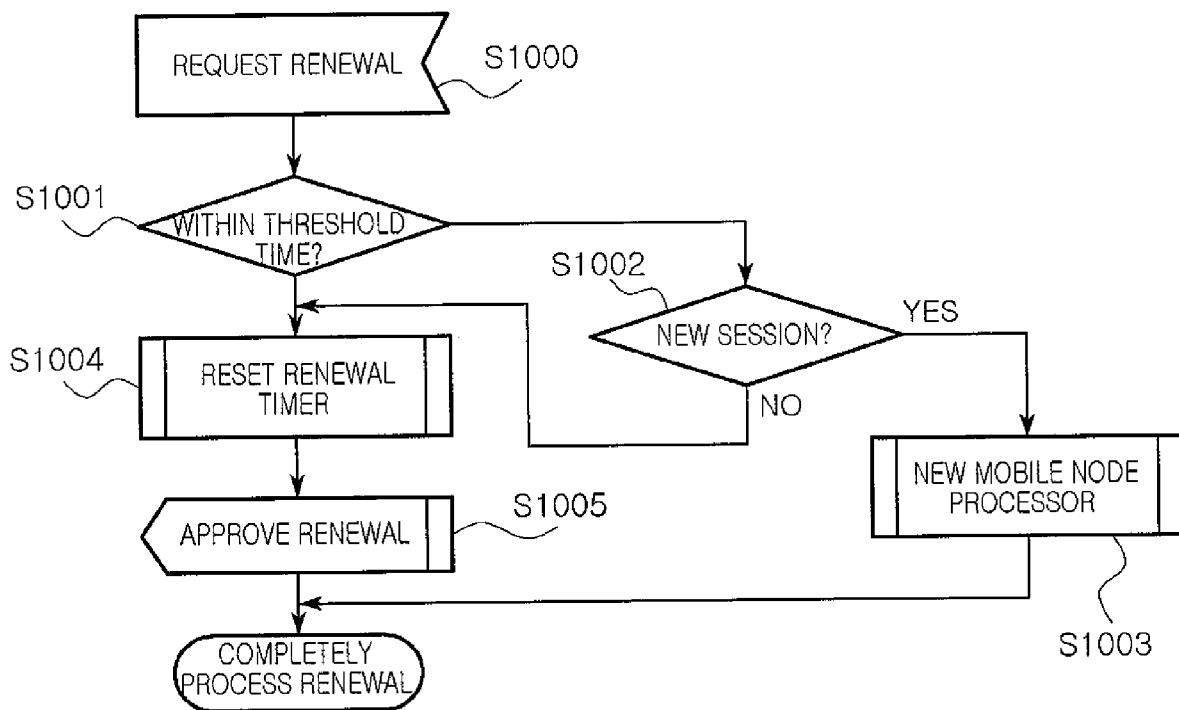 REQUEST RENEWAL
S1000
S1001
WITHIN THRESHOLD
TIME?
S1002
NEW SESSION?
YES
NO
S1004
RESET RENEWAL
TIMER
NEW MOBILE NODE
PROCESSOR
S1005
APPROVE RENEWAL
S1003
COMPLETELY
PROCESS RENEWAL